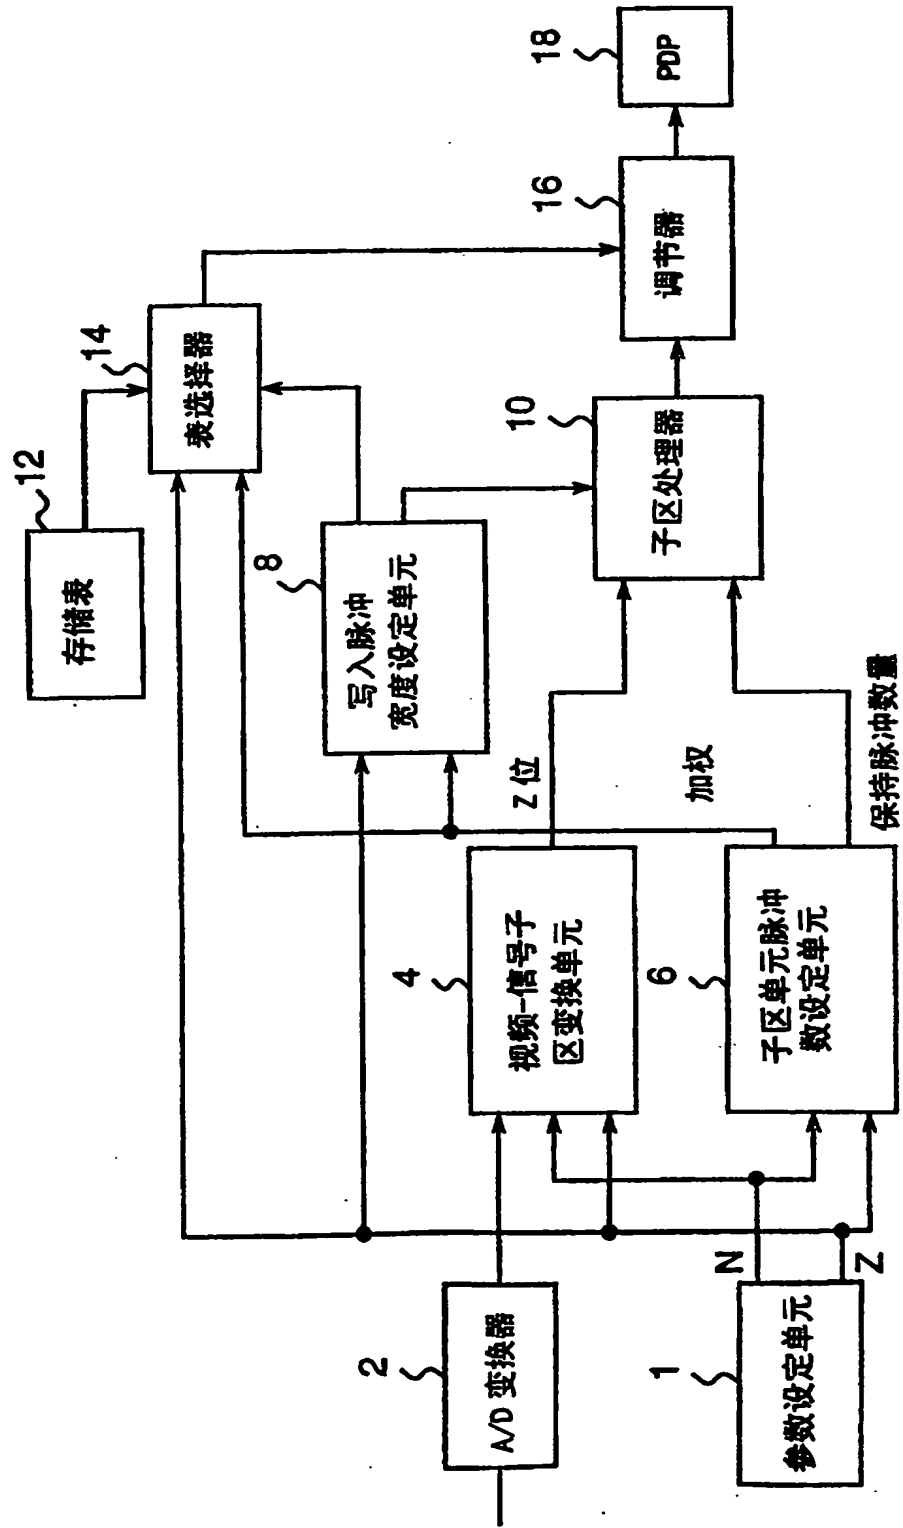 12
存储表
14
表选择器
8
写入脉冲
宽度设定单元
10
子区处理器
16
调节器
18
PDP
2
A/D 变换器
4
视频-信号子
区变换单元
Z 位
加权
6
子区单元脉冲
数设定单元
保持脉冲数量
1
参数设定单元
N
Z